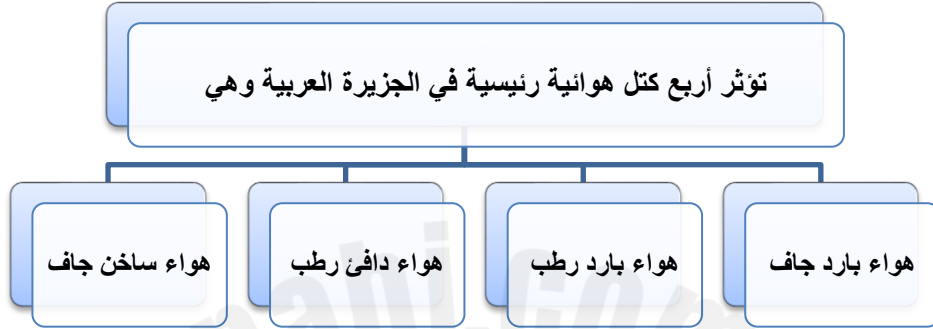 تؤثر أربع كتل هوائية رئيسية في الجزيرة العربية وهي
هواء بارد جاف
هواء بارد رطب
هواء دافئ رطب
هواء ساخن جاف